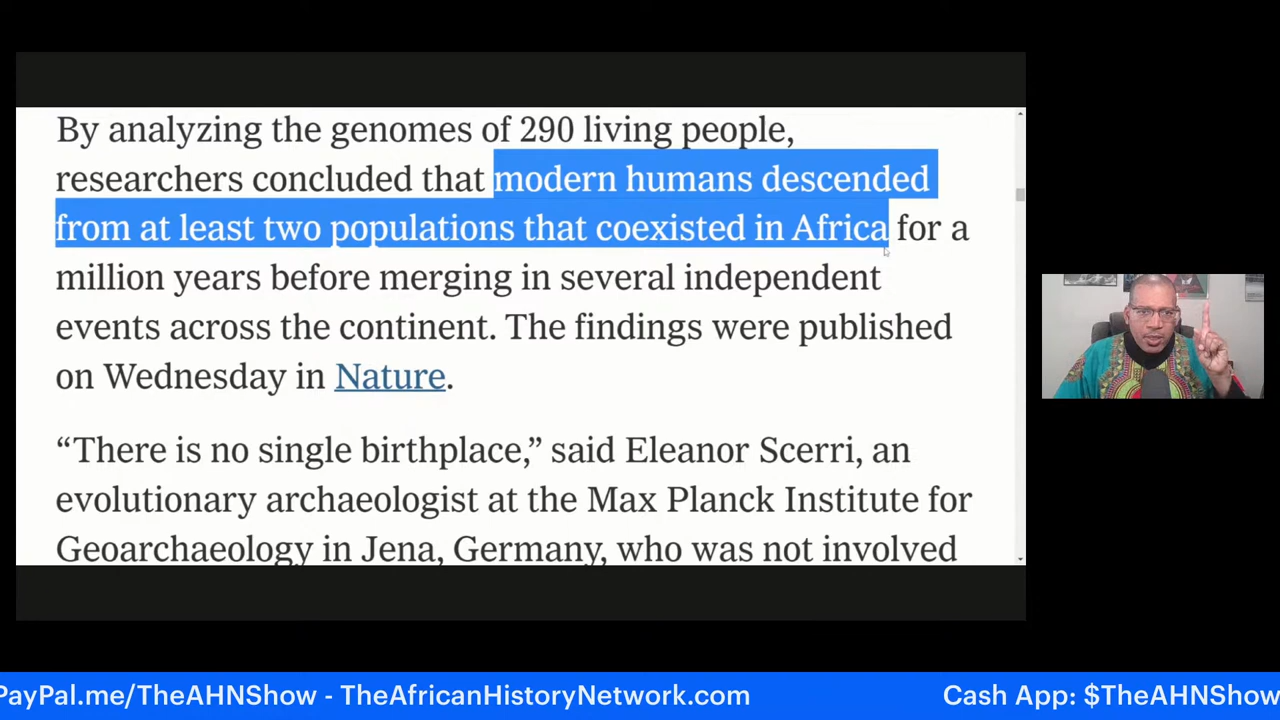 By analyzing the genomes of 290 living people,
researchers concluded that modern humans descended
from at least two populations that coexisted in Africa for a
million years before merging in several independent
events across the continent. The findings were published
on Wednesday in Nature.
“There is no single birthplace,” said Eleanor Scerri, an
evolutionary archaeologist at the Max Planck Institute for
Geoarchaeology in Jena, Germany, who was not involved
PayPal.me/TheAHNShow - TheAfricanHistoryNetwork.com Cash App: $TheAHNShow